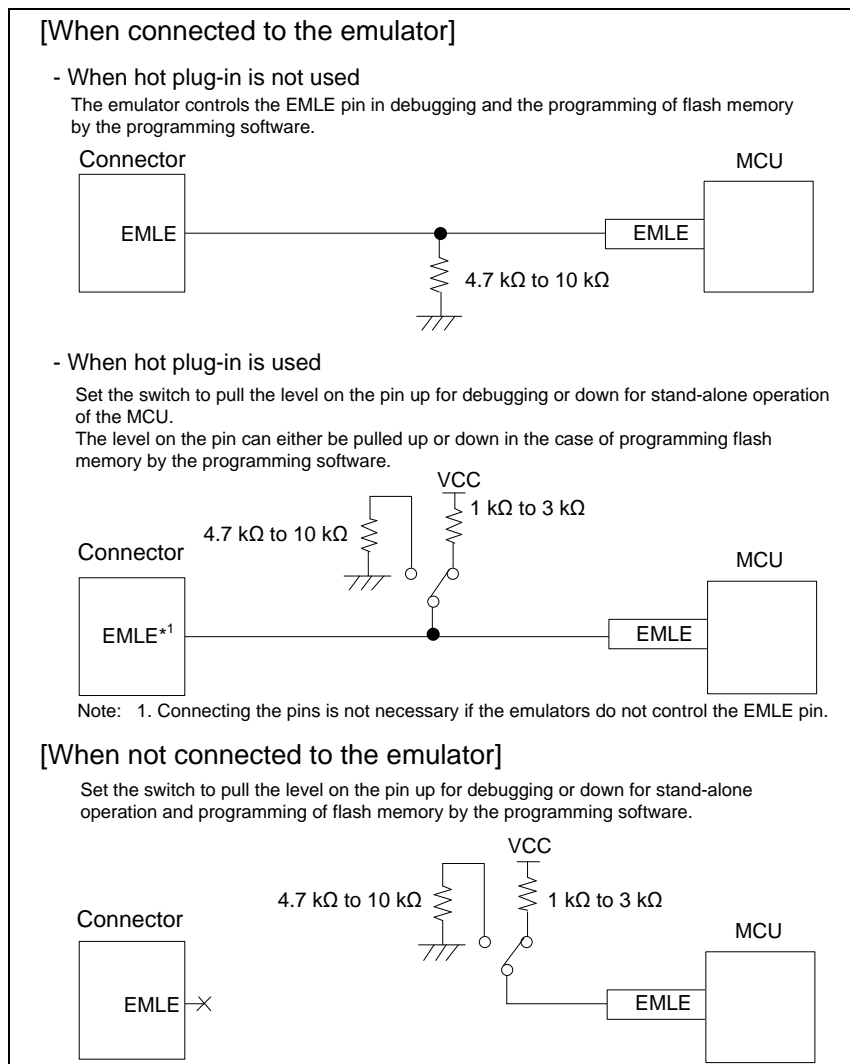 [When connected to the emulator]
- When hot plug-in is not used
The emulator controls the EMLE pin in debugging and the programming of flash memory
by the programming software.
Connector
MCU
EMLE
EMLE
4.7 kΩ to 10 kΩ
- When hot plug-in is used
Set the switch to pull the level on the pin up for debugging or down for stand-alone operation
of the MCU.
The level on the pin can either be pulled up or down in the case of programming flash
memory by the programming software.
VCC
1 kΩ to 3 kΩ
4.7 kΩ to 10 kΩ
Connector
MCU
EMLE*1
EMLE
Note: 1. Connecting the pins is not necessary if the emulators do not control the EMLE pin.
[When not connected to the emulator]
Set the switch to pull the level on the pin up for debugging or down for stand-alone
operation and programming of flash memory by the programming software.
VCC
4.7 kΩ to 10 kΩ
1 kΩ to 3 kΩ
Connector
MCU
EMLE
EMLE